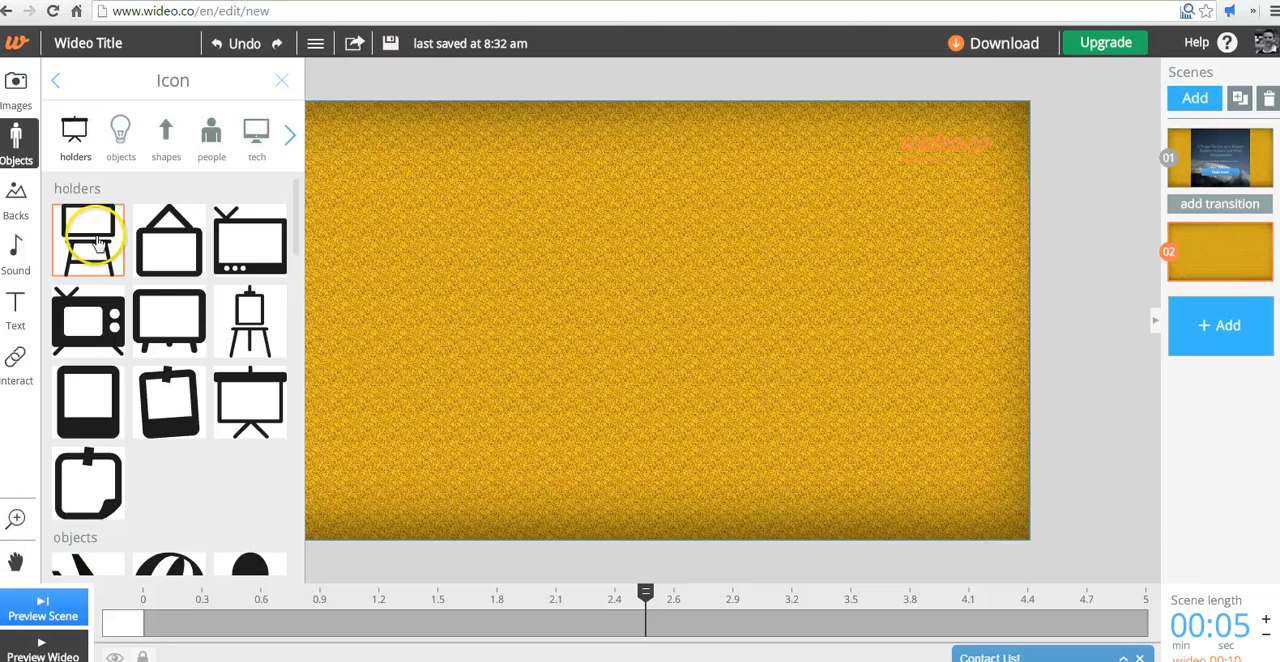 www.wideo.co/en/edit/new
»
w
Wideo Title
Undo
last saved at 8:32 am
Download
Upgrade
Help ?
Images
Objects
Backs
Sound
Text
Interact
Icon
holders
objects
shapes
people
tech
holders
objects
Scenes
Add
01
add transition
02
+ Add
Preview Scene
Preview Wideo
0 0.3 0.6 0.9 1.2 1.5 1.8 2.1 2.4 2.6 2.9 3.2 3.5 3.8 4.1 4.4 4.7 5
Scene length
00:05
min sec
+
-
wideo 00:10
Contact Us!